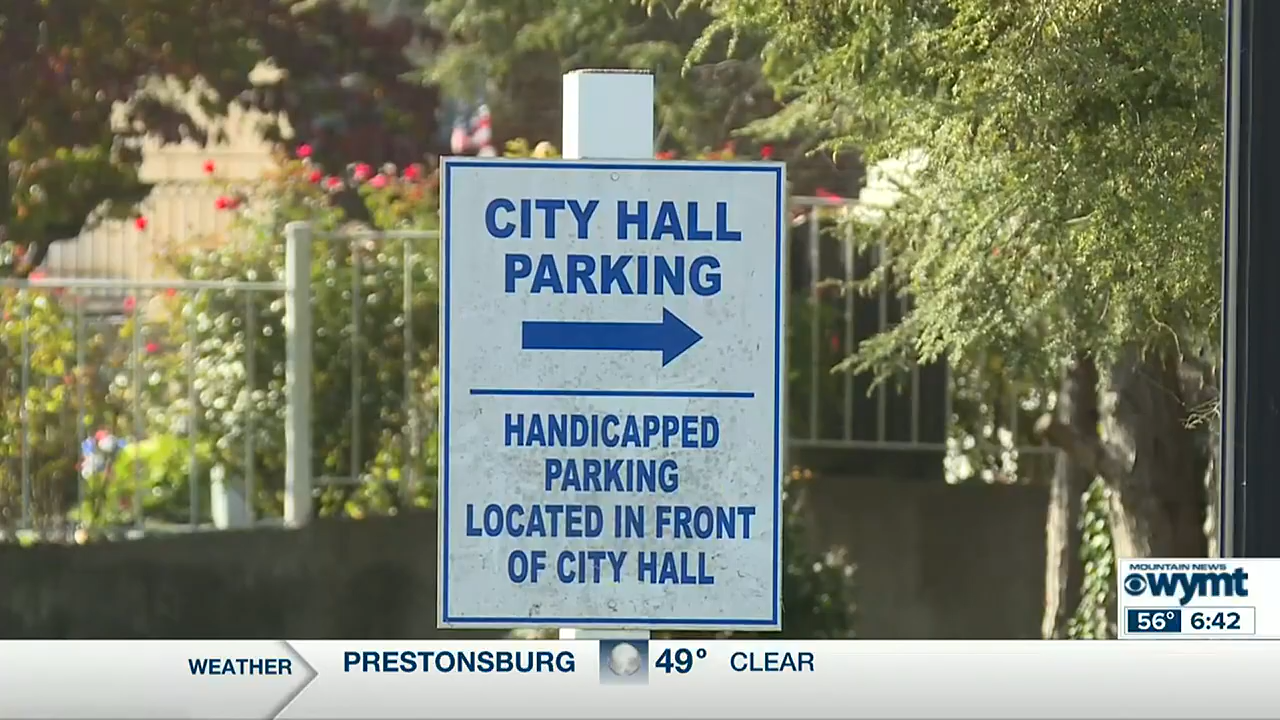 CITY HALL
PARKING
HANDICAPPED
PARKING
LOCATED IN FRONT
OF CITY HALL
MOUNTAIN NEWS
wymt
56° 6:42
WEATHER PRESTONSBURG 49° CLEAR